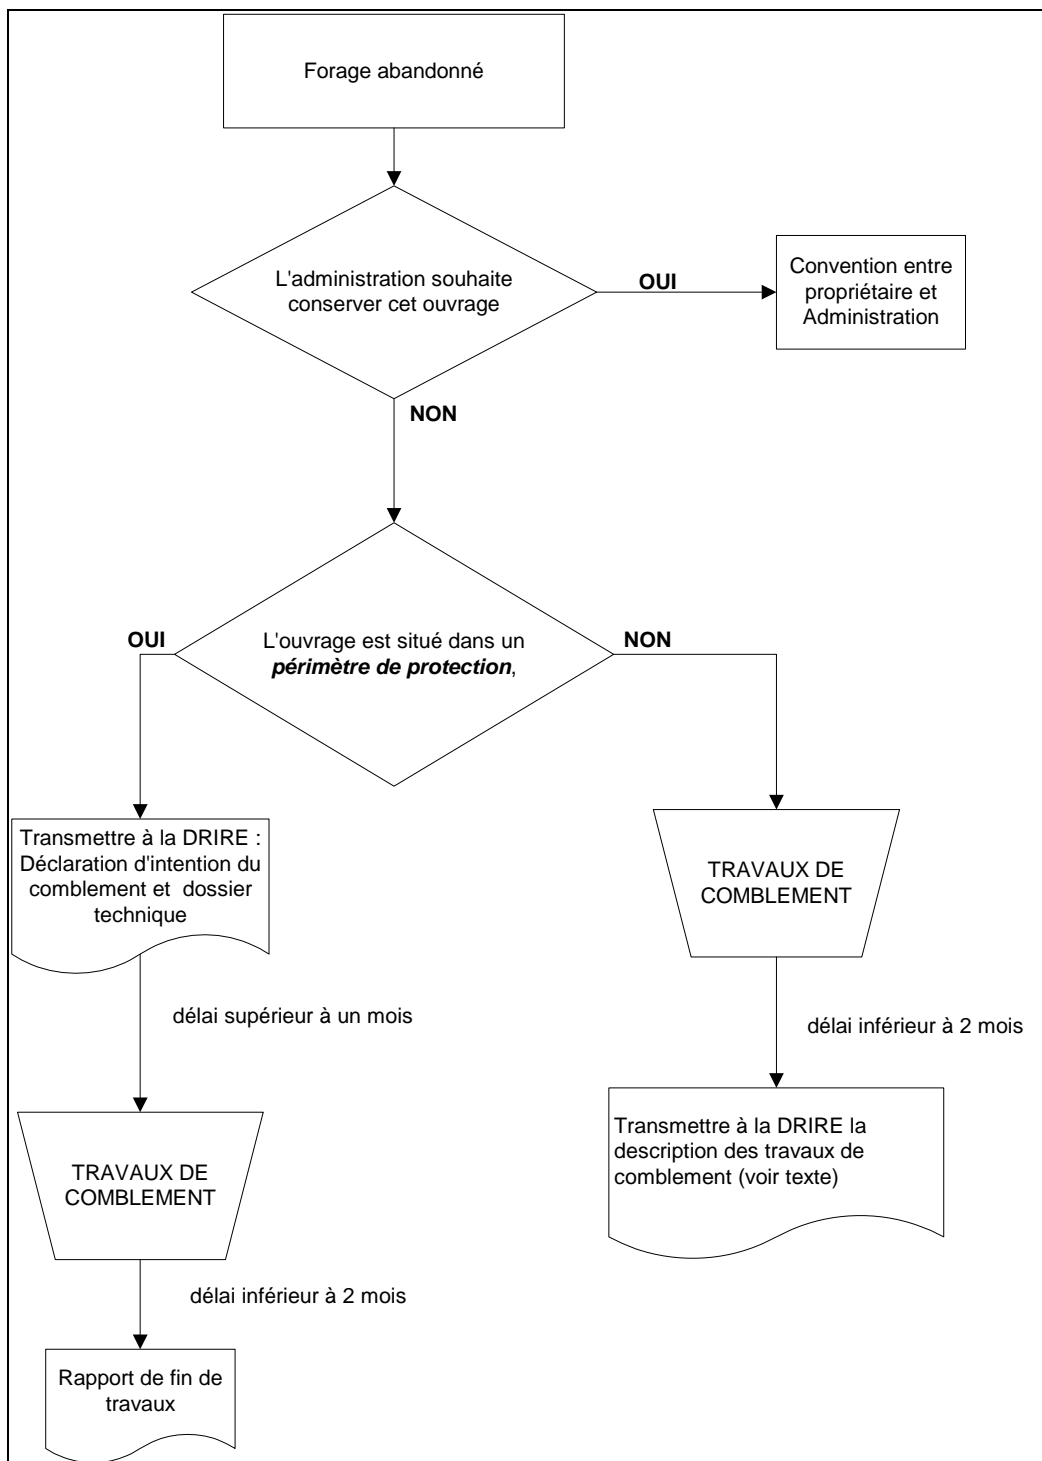 Forage abandonné
L'administration souhaite
conserver cet ouvrage
OUI
Convention entre
propriétaire et
Administration
NON
OUI
L'ouvrage est situé dans un
périmètre de protection,
NON
Transmettre à la DRIRE :
Déclaration d'intention du
comblement et dossier
technique
TRAVAUX DE
COMBLEMENT
délai supérieur à un mois
délai inférieur à 2 mois
TRAVAUX DE
COMBLEMENT
Transmettre à la DRIRE la
description des travaux de
comblement (voir texte)
délai inférieur à 2 mois
Rapport de fin de
travaux